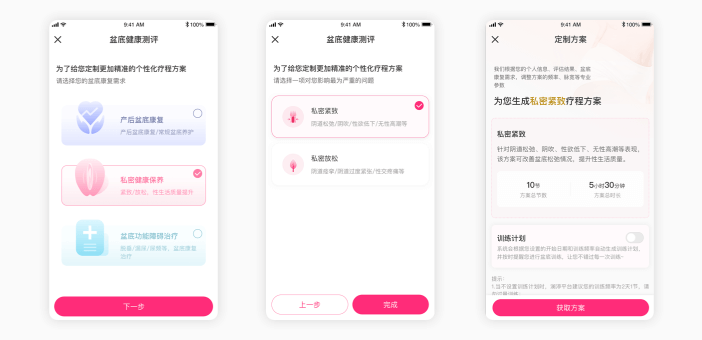 9:41 AM
100%
盆底健康测评
为了给您定制更加精准的个性化疗程方案
请选择您的盆底康复需求
产后盆底康复
产后盆底康复/常规盆底养护
私密健康保养
紧致/放松，性生活质量提升
盆底功能障碍治疗
治疗
下一步
9:41 AM
100%
盆底健康测评
为了给您定制更加精准的个性化疗程方案
请选择一项对您影响最为严重的问题
私密紧致
阴道松弛/阴吹/性欲低下/无性高潮等
私密放松
阴道痉挛/阴道过度紧张/性交疼痛等
上一步
完成
9:41 AM
100%
定制方案
我们根据您的个人信息、评估结果、盆底
康复需求、调整方案的频率、脉宽等专业
参数
为您生成私密紧致疗程方案
私密紧致
针对阴道松弛、阴吹、性欲低下、无性高潮等表现，
该方案可改善盆底松弛情况，提升性生活质量。
10节
方案总节数
5小时30分钟
方案总时长
训练计划
系统会根据您设置的开始日期和训练频率自动生成训练计划，
并按时提醒您进行盆底训练，让您不错过每一次训练~
提示：
1.当不设置训练计划时，澜渟平台建议您的训练频率为2天1节，请
获取方案